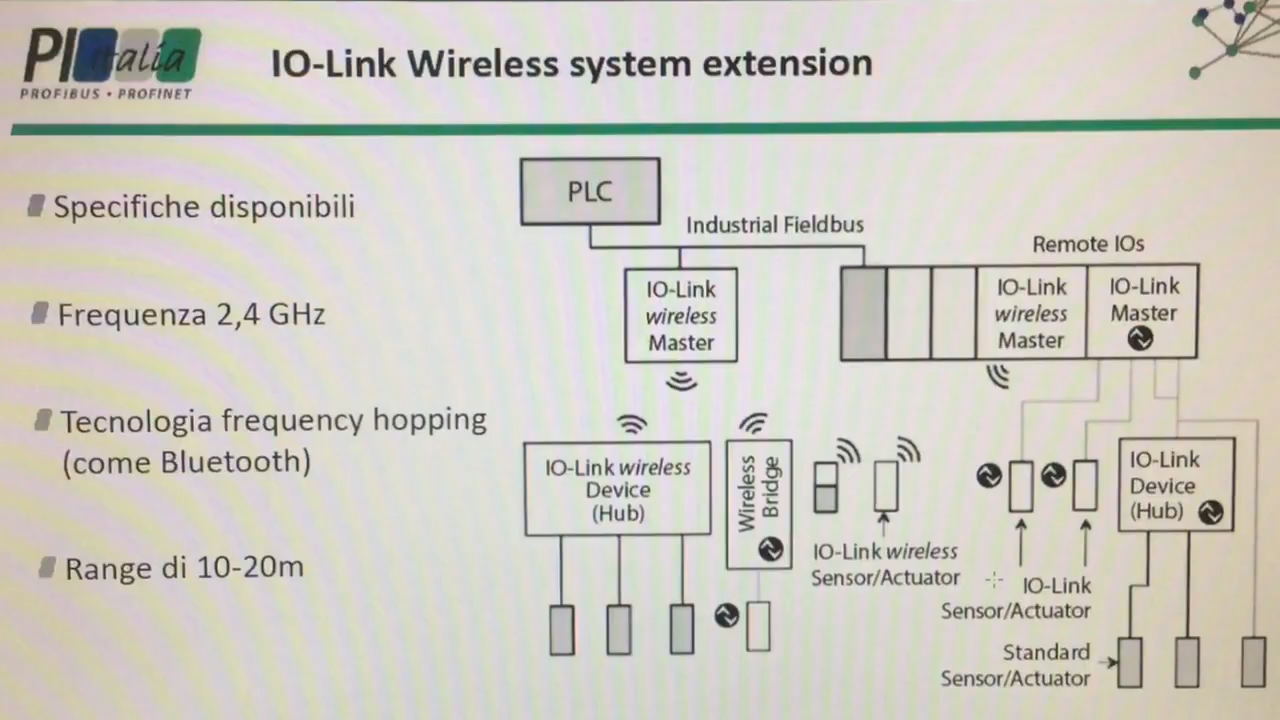 PI italia
PROFIBUS • PROFINET
IO-Link Wireless system extension
Specifiche disponibili
Frequenza 2,4 GHz
Tecnologia frequency hopping
(come Bluetooth)
Range di 10-20m
PLC
Industrial Fieldbus
Remote IOs
IO-Link
wireless
Master
IO-Link
wireless
Master
IO-Link
Master
IO-Link wireless
Device
(Hub)
Wireless
Bridge
IO-Link wireless
Sensor/Actuator
IO-Link
Sensor/Actuator
IO-Link
Device
(Hub)
Standard
Sensor/Actuator